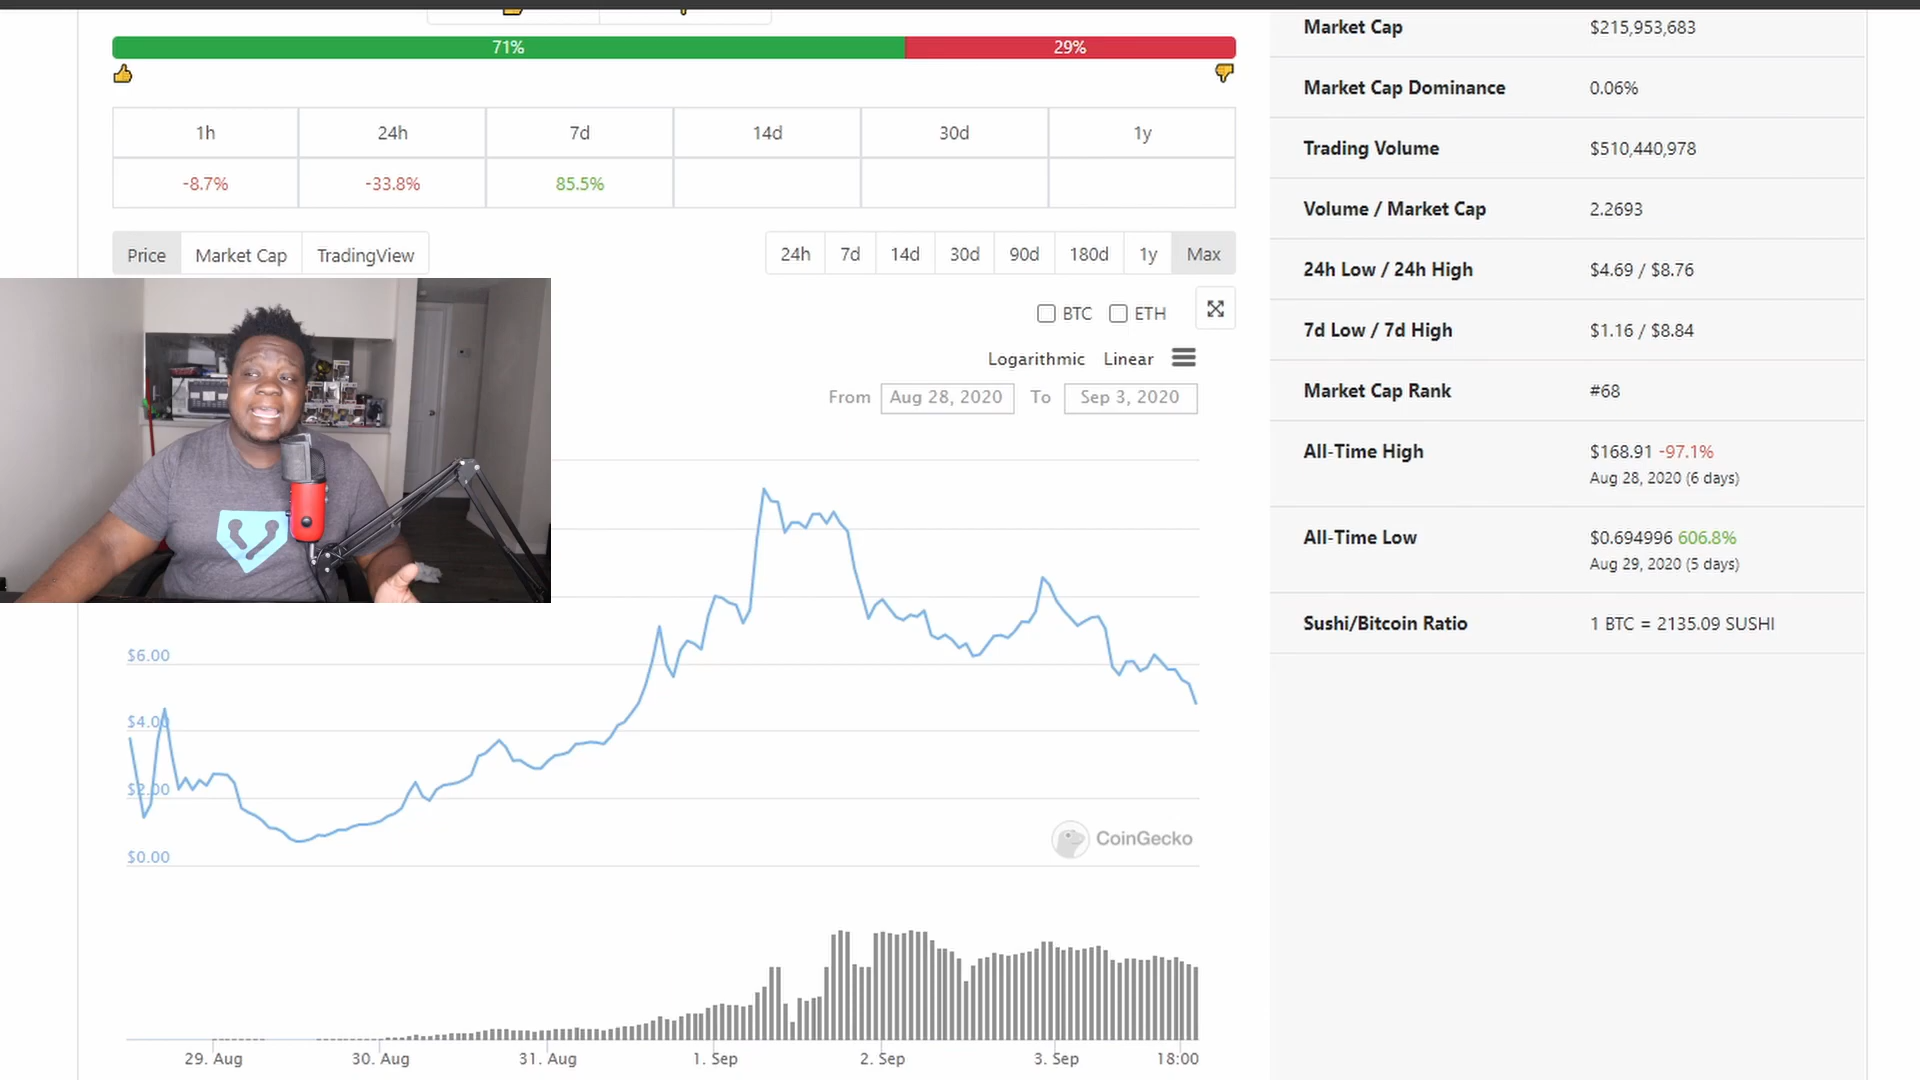 71% 29%
1h 24h 7d 14d 30d 1y
-8.7% -33.8% 85.5%
Price Market Cap TradingView
24h 7d 14d 30d 90d 180d 1y Max
BTC ETH
Logarithmic Linear
From Aug 28, 2020 To Sep 3, 2020
$6.00
$4.00
$2.00
$0.00
CoinGecko
29. Aug 30. Aug 31. Aug 1. Sep 2. Sep 3. Sep 18:00
Market Cap $215,953,683
Market Cap Dominance 0.06%
Trading Volume $510,440,978
Volume / Market Cap 2.2693
24h Low / 24h High $4.69 / $8.76
7d Low / 7d High $1.16 / $8.84
Market Cap Rank #68
All-Time High $168.91 -97.1%
Aug 28, 2020 (6 days)
All-Time Low $0.694996 606.8%
Aug 29, 2020 (5 days)
Sushi/Bitcoin Ratio 1 BTC = 2135.09 SUSHI